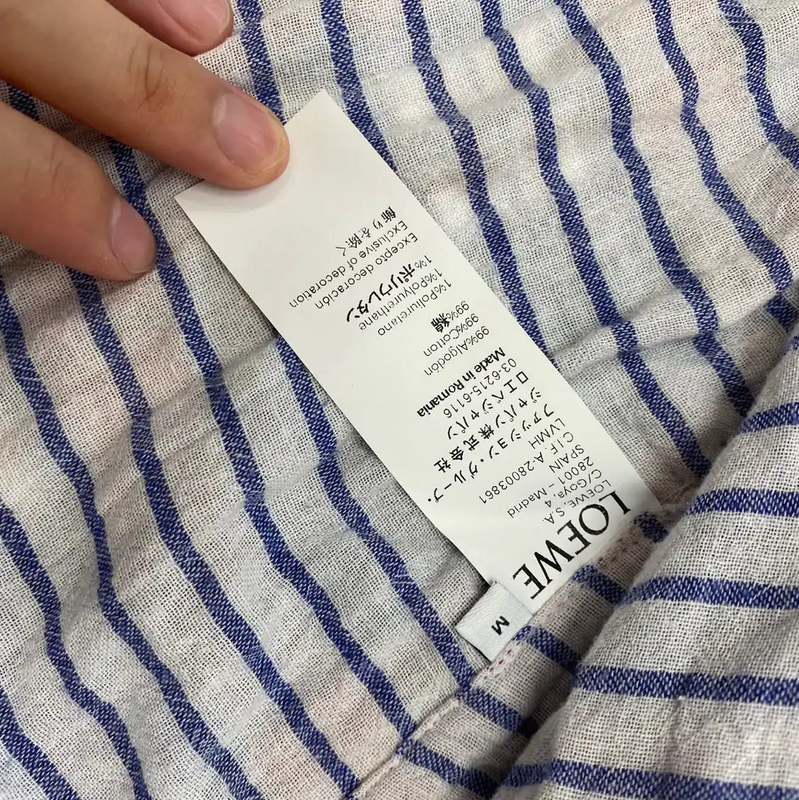 M
LOEWE
LOEWE, S.A.
C/Goya, 4
28001 - Madrid
SPAIN
CIF A-28003861
LVMH
ファッション・グループ・
ジャパン株式会社
ロエベジャパン
03-6215-6116
Made in Romania
99%Algodón
99%Cotton
99%綿
1%Poliuretano
1%Polyurethane
1%ポリウレタン
Excepto decoración
Exclusive of decoration
飾りを除く